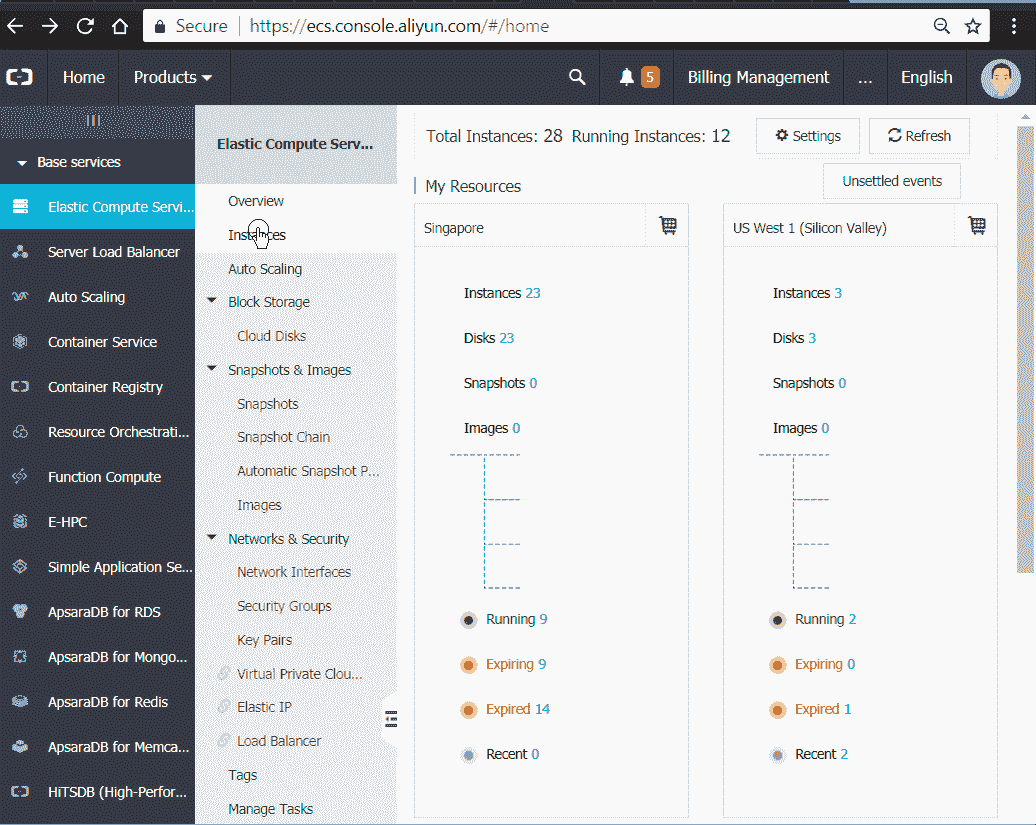 Secure https://ecs.console.aliyun.com/#/home
Home Products 5 Billing Management ... English
Base services
Elastic Compute Servi...
Server Load Balancer
Auto Scaling
Container Service
Container Registry
Resource Orchestrati...
Function Compute
E-HPC
Simple Application Se...
ApsaraDB for RDS
ApsaraDB for Mongo...
ApsaraDB for Redis
ApsaraDB for Memca...
HiTSDB (High-Perfor...
Elastic Compute Serv...
Overview
Instances
Auto Scaling
Block Storage
Cloud Disks
Snapshots & Images
Snapshots
Snapshot Chain
Automatic Snapshot P...
Images
Networks & Security
Network Interfaces
Security Groups
Key Pairs
Virtual Private Clou...
Elastic IP
Load Balancer
Tags
Manage Tasks
Total Instances: 28 Running Instances: 12 Settings Refresh
My Resources
Unsettled events
Singapore
Instances 23
Disks 23
Snapshots 0
Images 0
Running 9
Expiring 9
Expired 14
Recent 0
US West 1 (Silicon Valley)
Instances 3
Disks 3
Snapshots 0
Images 0
Running 2
Expiring 0
Expired 1
Recent 2